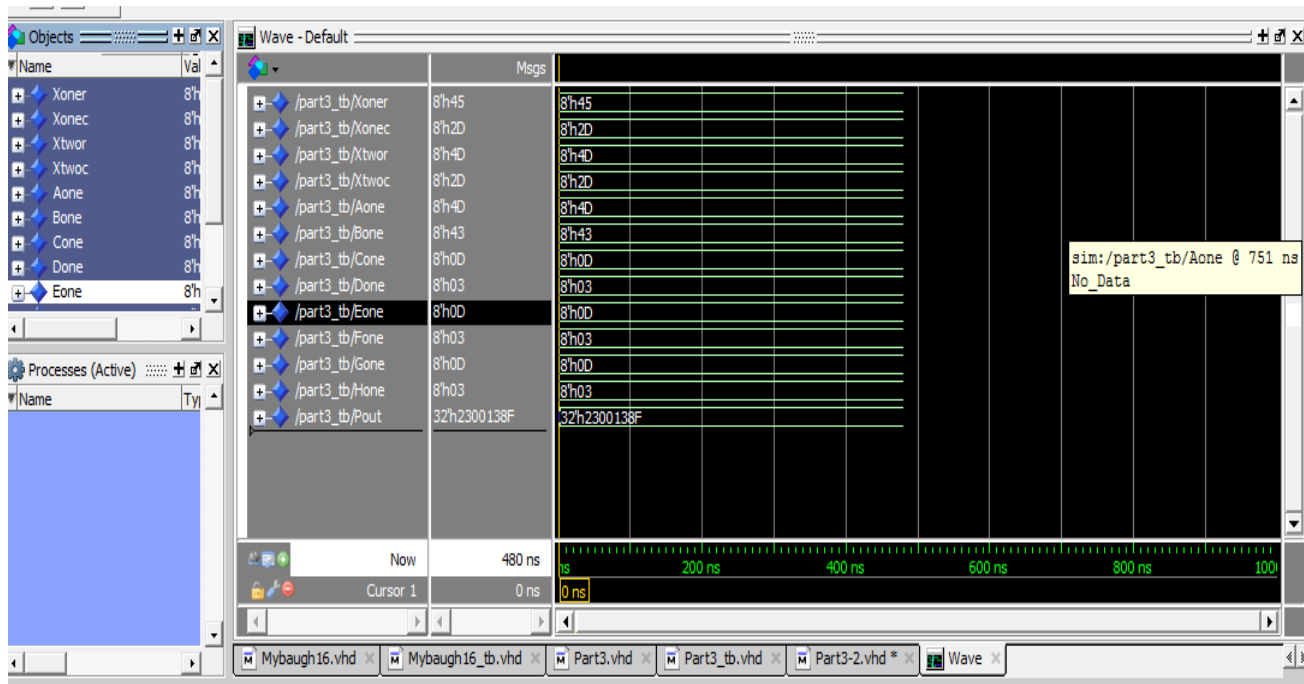 Objects
Name Val
Xoner 8'h
Xonec 8'h
Xtwor 8'h
Xtwoc 8'h
Aone 8'h
Bone 8'h
Cone 8'h
Done 8'h
Eone 8'h
Processes (Active)
Name Typ
Wave - Default
Msgs
/part3_tb/Xoner 8'h45 8'h45
/part3_tb/Xonec 8'h2D 8'h2D
/part3_tb/Xtwor 8'h4D 8'h4D
/part3_tb/Xtwoc 8'h2D 8'h2D
/part3_tb/Aone 8'h4D 8'h4D
/part3_tb/Bone 8'h43 8'h43
/part3_tb/Cone 8'h0D 8'h0D
/part3_tb/Done 8'h03 8'h03
/part3_tb/Eone 8'h0D 8'h0D
/part3_tb/Fone 8'h03 8'h03
/part3_tb/Gone 8'h0D 8'h0D
/part3_tb/Hone 8'h03 8'h03
/part3_tb/Pout 32'h2300138F 32'h2300138F
sim:/part3_tb/Aone @ 751 ns
No_Data
Now 480 ns ns 200 ns 400 ns 600 ns 800 ns 100
Cursor 1 0 ns 0 ns
Mybaugh16.vhd Mybaugh16_tb.vhd Part3.vhd Part3_tb.vhd Part3-2.vhd * Wave